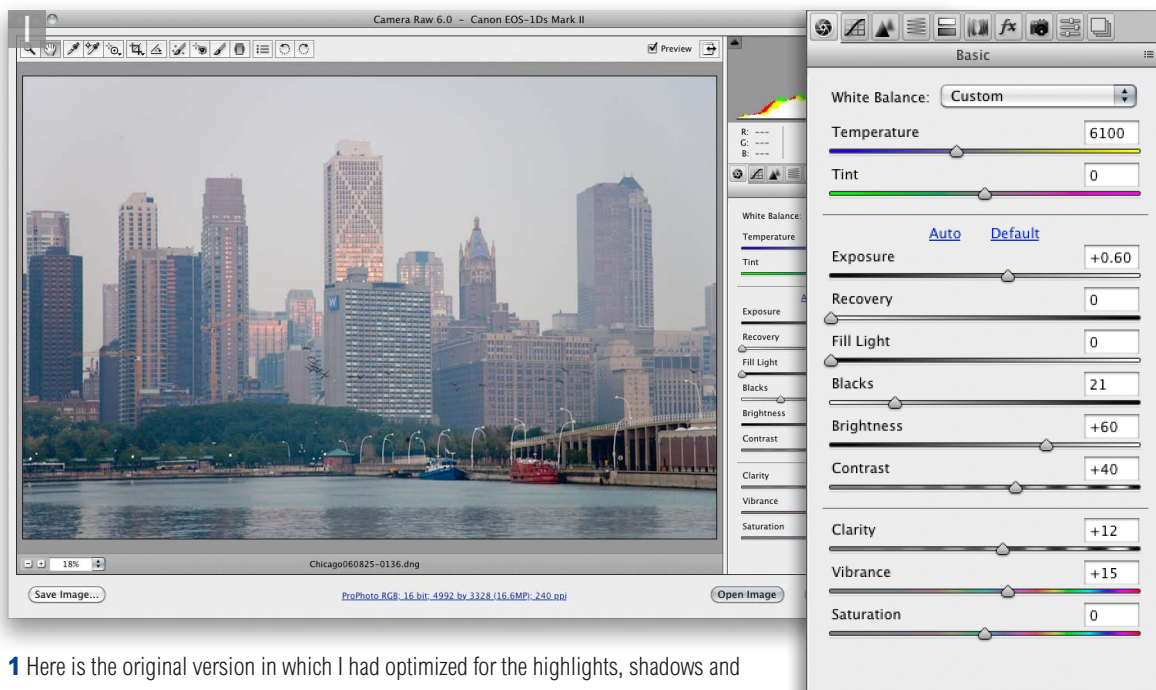 Camera Raw 6.0 – Canon EOS-1Ds Mark II
Preview
R: ---
G: ---
B: ---
White Balance:
Temperature
Tint
Exposure
Recovery
Fill Light
Blacks
Brightness
Contrast
Clarity
Vibrance
Saturation
W
18%
Chicago060825-0136.dng
Save Image...
ProPhoto RGB; 16 bit; 4992 by 3328 (16.6MP); 240 ppi
Open Image
fx
Basic
White Balance: Custom
Temperature 6100
Tint 0
Auto Default
Exposure +0.60
Recovery 0
Fill Light 0
Blacks 21
Brightness +60
Contrast +40
Clarity +12
Vibrance +15
Saturation 0
1 Here is the original version in which I had optimized for the highlights, shadows and